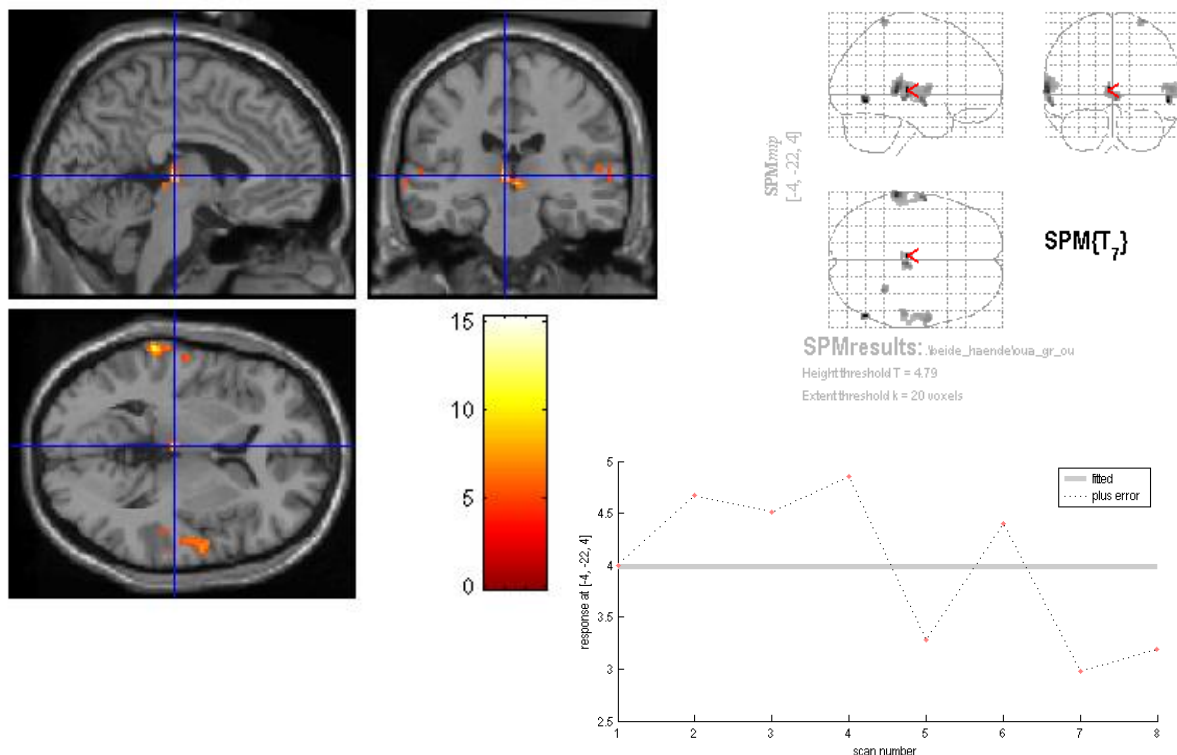 SPMmip
[-4, -22, 4]
SPM{T7}
SPMresults: .\beide_haende\oua_gr_ou
Height threshold T = 4.79
Extent threshold k = 20 voxels
15
10
5
0
5
4.5
4
3.5
3
2.5
response at [-4, -22, 4]
fitted
plus error
1 2 3 4 5 6 7 8
scan number